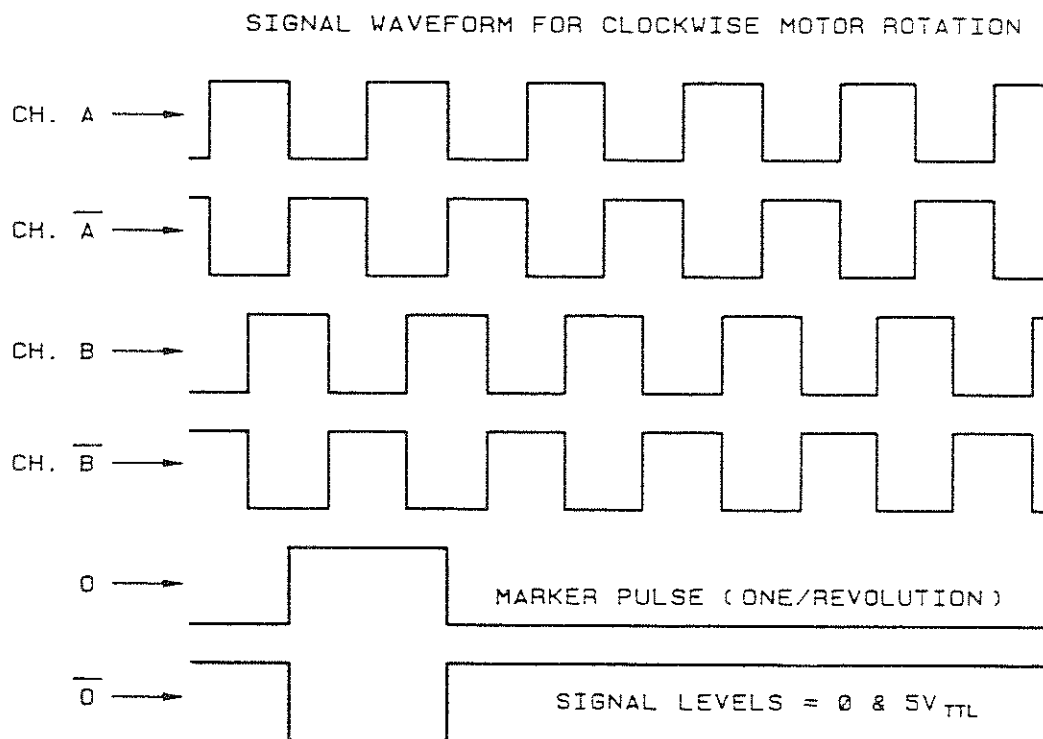 SIGNAL WAVEFORM FOR CLOCKWISE MOTOR ROTATION
CH. A
CH. A̅
CH. B
CH. B̅
O
MARKER PULSE (ONE/REVOLUTION)
O̅
SIGNAL LEVELS = 0 & 5V TTL